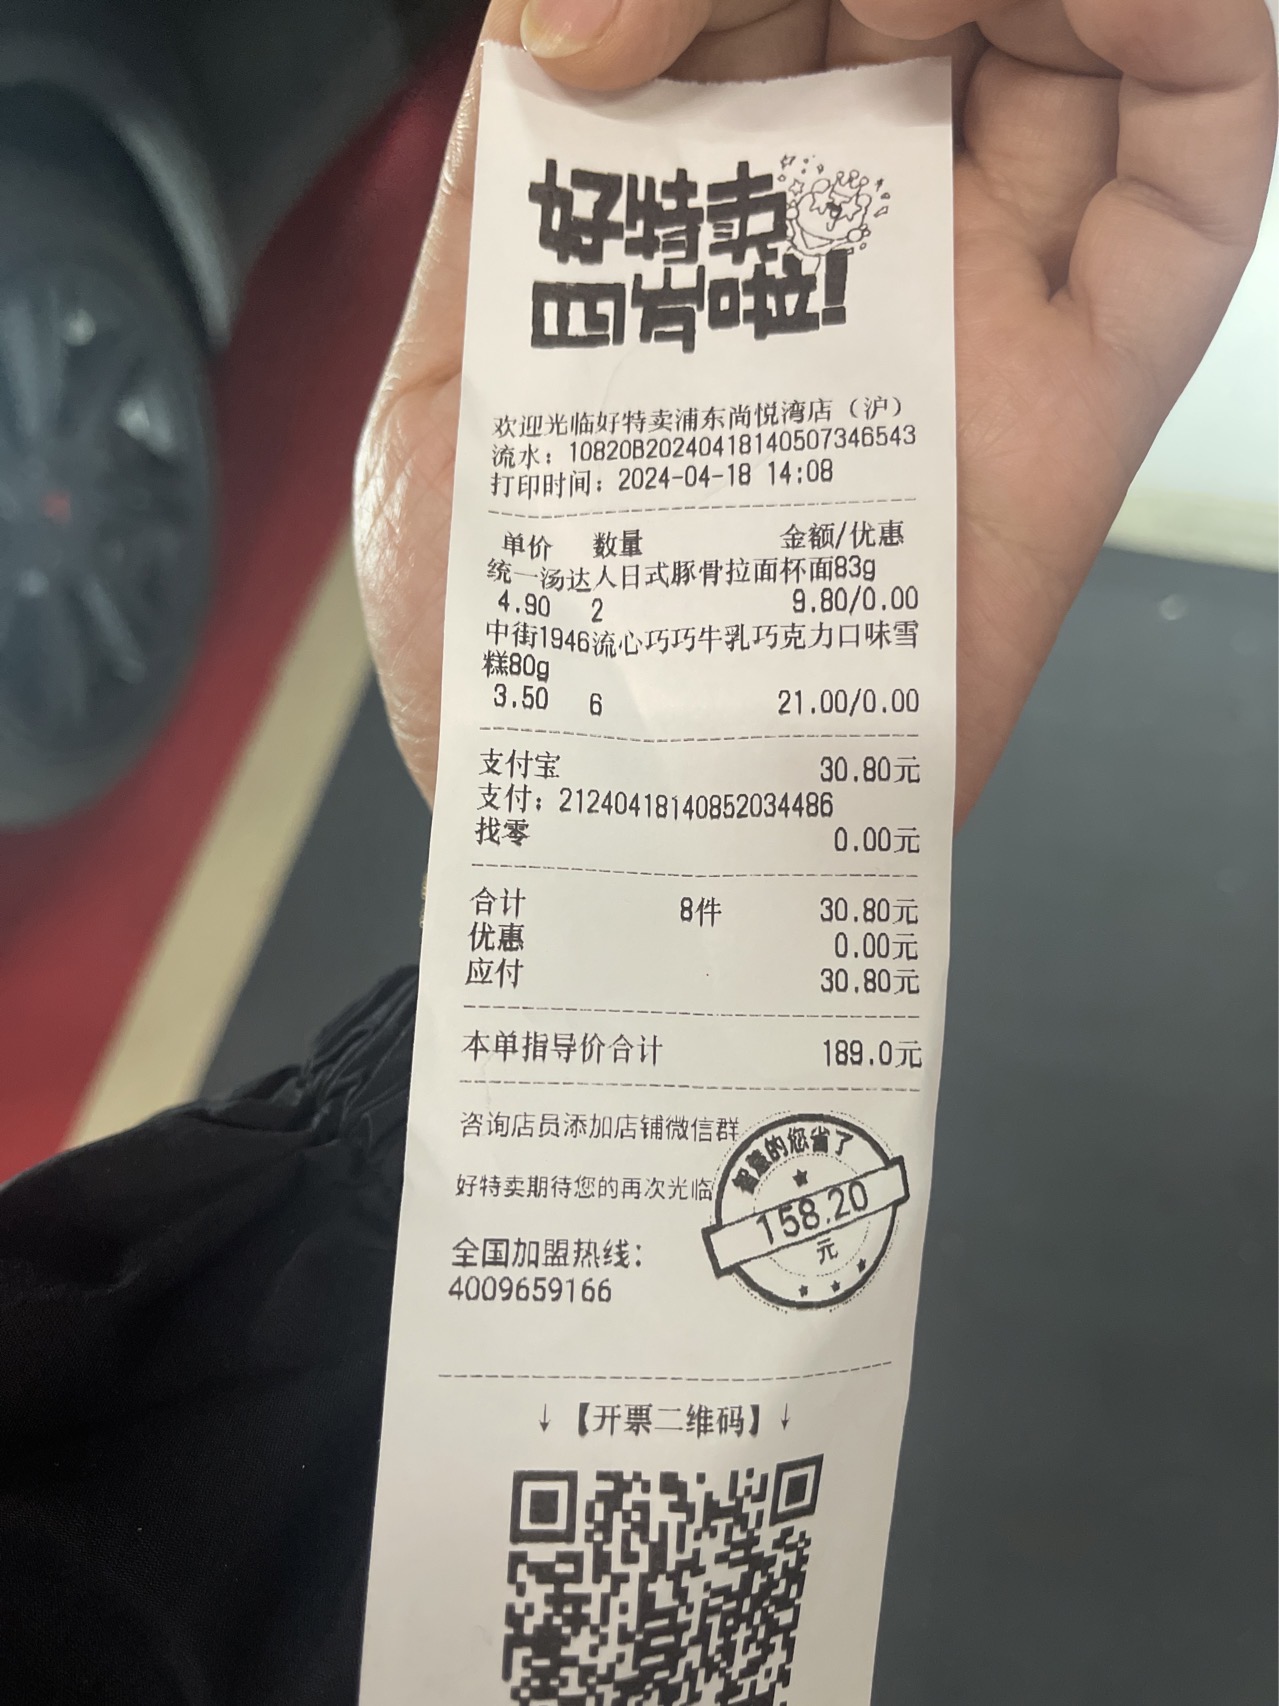 好特卖
目starts啦!
欢迎光临好特卖浦东尚悦湾店（沪）
流水：10820B20240418140507346543
打印时间：2024-04-18 14:08
单价 数量 金额/优惠
统一汤达人日式豚骨拉面杯面83g
4.90 2 9.80/0.00
中街1946流心巧巧牛乳巧克力口味雪
糕80g
3.50 6 21.00/0.00
支付宝 30.80元
支付：21240418140852034486
找零 0.00元
合计 8件 30.80元
优惠 0.00元
应付 30.80元
本单指导价合计 189.0元
咨询店员添加店铺微信群
好特卖期待您的再次光临
智慧的您省了
158.20
元
全国加盟热线：
4009659166
↓【开票二维码】↓